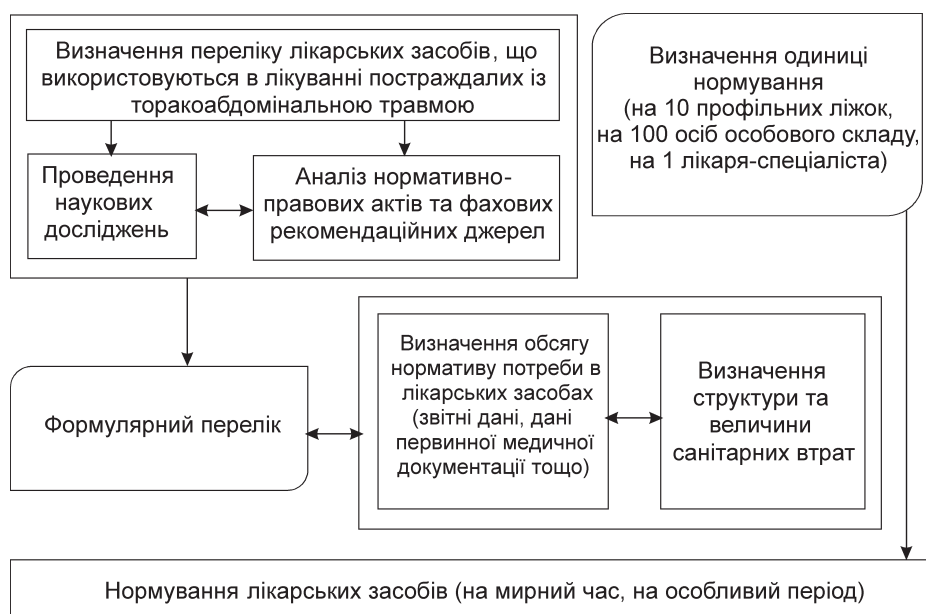 Визначення переліку лікарських засобів, що
використовуються в лікуванні постраждалих із
торакоабдомінальною травмою
Проведення
наукових
досліджень
Аналіз нормативно-
правових актів та фахових
рекомендаційних джерел
Визначення одиниці
нормування
(на 10 профільних ліжок,
на 100 осіб особового складу,
на 1 лікаря-спеціаліста)
Формулярний перелік
Визначення обсягу
нормативу потреби в
лікарських засобах
(звітні дані, дані
первинної медичної
документації тощо)
Визначення
структури та
величини
санітарних втрат
Нормування лікарських засобів (на мирний час, на особливий період)